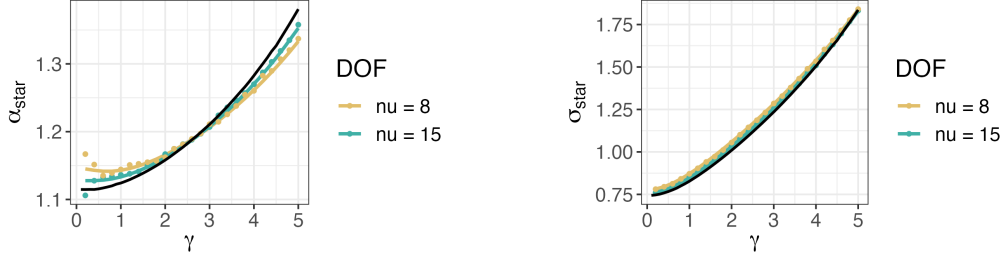 1.3
1.2
1.1
α_star
0 1 2 3 4 5
γ
DOF
nu = 8
nu = 15
1.75
1.50
1.25
1.00
0.75
σ_star
0 1 2 3 4 5
γ
DOF
nu = 8
nu = 15